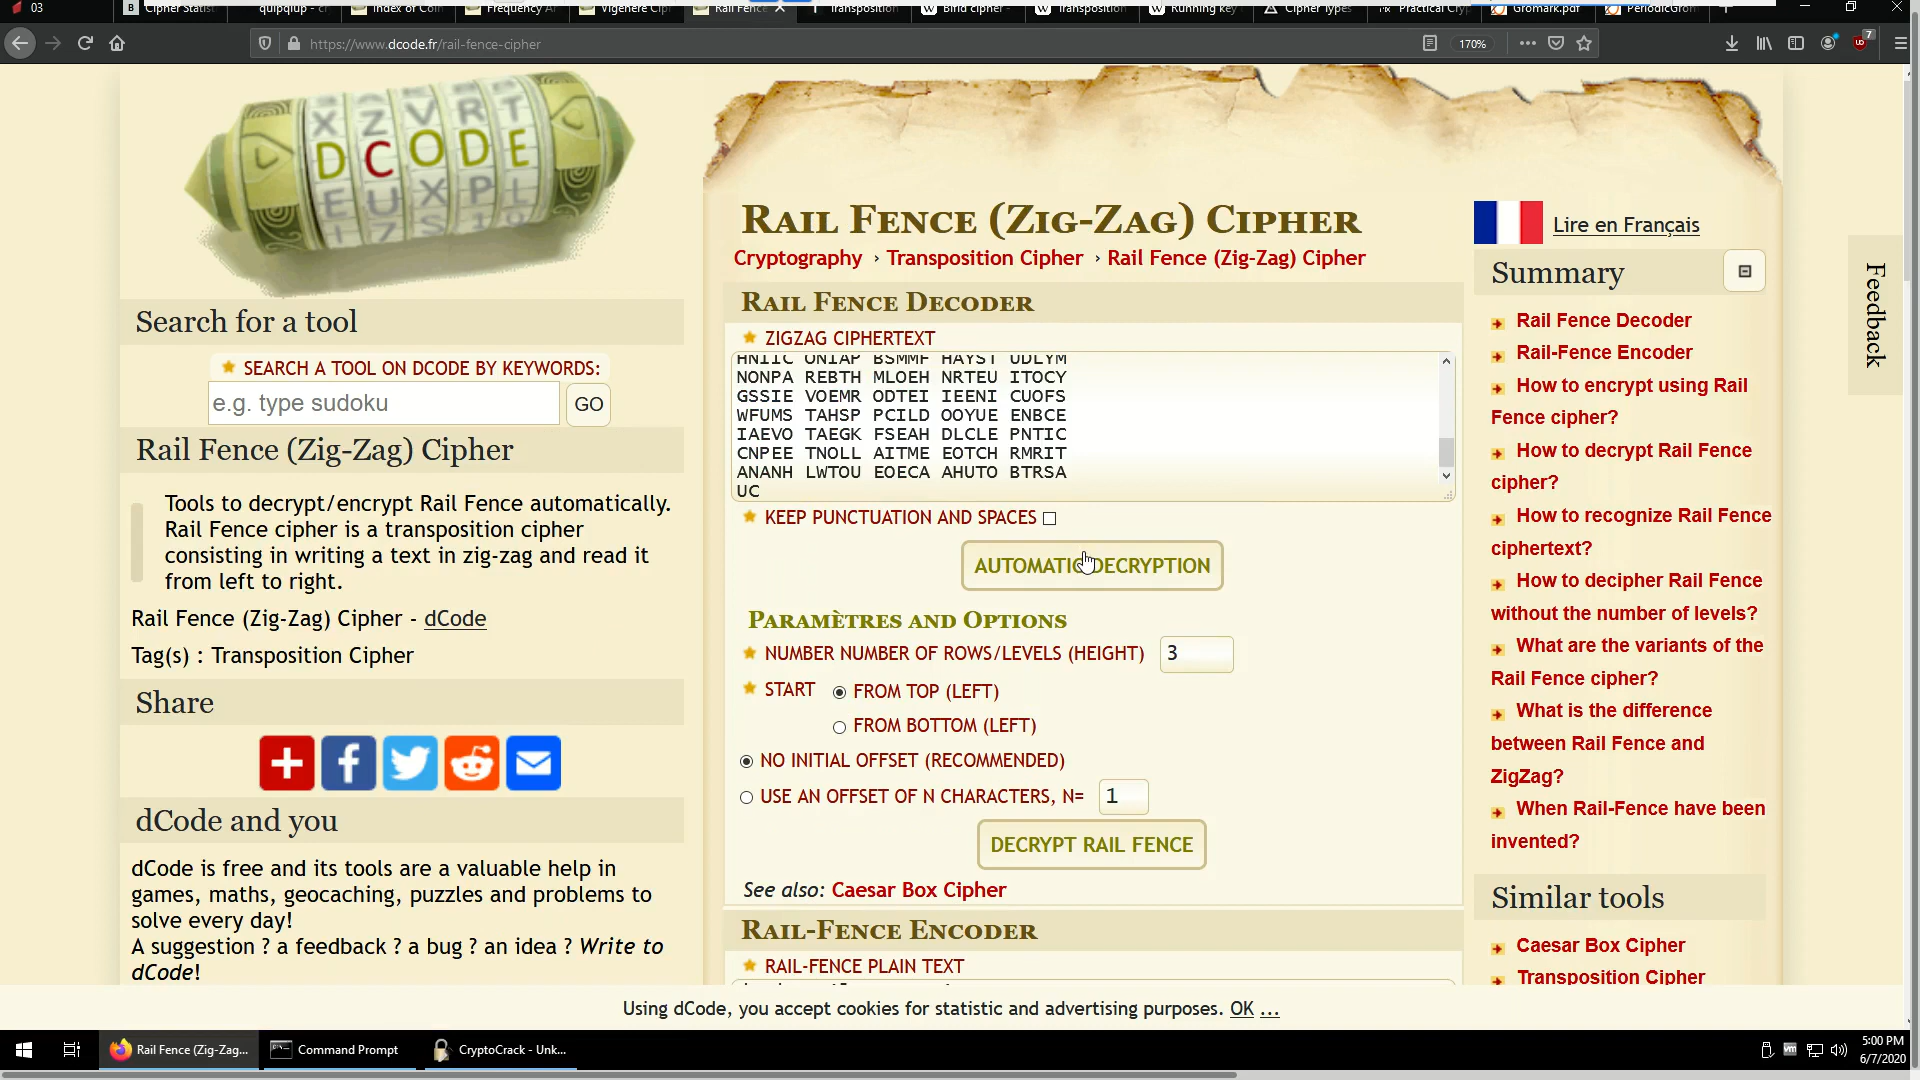 03
Cipher Statist
quipqiup - c
Index of Coin
Frequency A
Vigenere Cip
Rail Fence
Transposition
Bifid cipher -
Transposition
Running key
Cipher Types
Practical Cryp
Gromark.pdf
PeriodicGrom
https://www.dcode.fr/rail-fence-cipher
170%
7
X Z V R T
D C O D E
E U X P L
Search for a tool
SEARCH A TOOL ON DCODE BY KEYWORDS:
e.g. type sudoku
GO
Rail Fence (Zig-Zag) Cipher
Tools to decrypt/encrypt Rail Fence automatically.
Rail Fence cipher is a transposition cipher
consisting in writing a text in zig-zag and read it
from left to right.
Rail Fence (Zig-Zag) Cipher - dCode
Tag(s) : Transposition Cipher
Share
dCode and you
dCode is free and its tools are a valuable help in
games, maths, geocaching, puzzles and problems to
solve every day!
A suggestion ? a feedback ? a bug ? an idea ? Write to
dCode!
Rail Fence (Zig-Zag) Cipher
Cryptography › Transposition Cipher › Rail Fence (Zig-Zag) Cipher
Rail Fence Decoder
ZIGZAG CIPHERTEXT
HNIIC UNIAP BSMMF HAYST UDLYM
NONPA REBTH MLOEH NRTEU ITOCY
GSSIE VOEMR ODTEI IEENI CUOFS
WFUMS TAHSP PCILD OOYUE ENBCE
IAEVO TAEGK FSEAH DLCLE PNTIC
CNPEE TNOLL AITME EOTCH RMRIT
ANANH LWTOU EOECA AHUTO BTRSA
UC
KEEP PUNCTUATION AND SPACES
AUTOMATIC DECRYPTION
Paramètres and Options
NUMBER NUMBER OF ROWS/LEVELS (HEIGHT) 3
START FROM TOP (LEFT)
FROM BOTTOM (LEFT)
NO INITIAL OFFSET (RECOMMENDED)
USE AN OFFSET OF N CHARACTERS, N= 1
DECRYPT RAIL FENCE
See also: Caesar Box Cipher
Rail-Fence Encoder
RAIL-FENCE PLAIN TEXT
Lire en Français
Summary
Rail Fence Decoder
Rail-Fence Encoder
How to encrypt using Rail
Fence cipher?
How to decrypt Rail Fence
cipher?
How to recognize Rail Fence
ciphertext?
How to decipher Rail Fence
without the number of levels?
What are the variants of the
Rail Fence cipher?
What is the difference
between Rail Fence and
ZigZag?
When Rail-Fence have been
invented?
Similar tools
Caesar Box Cipher
Transposition Cipher
Feedback
Using dCode, you accept cookies for statistic and advertising purposes. OK ...
Rail Fence (Zig-Zag...
Command Prompt
CryptoCrack - Unk...
5:00 PM
6/7/2020